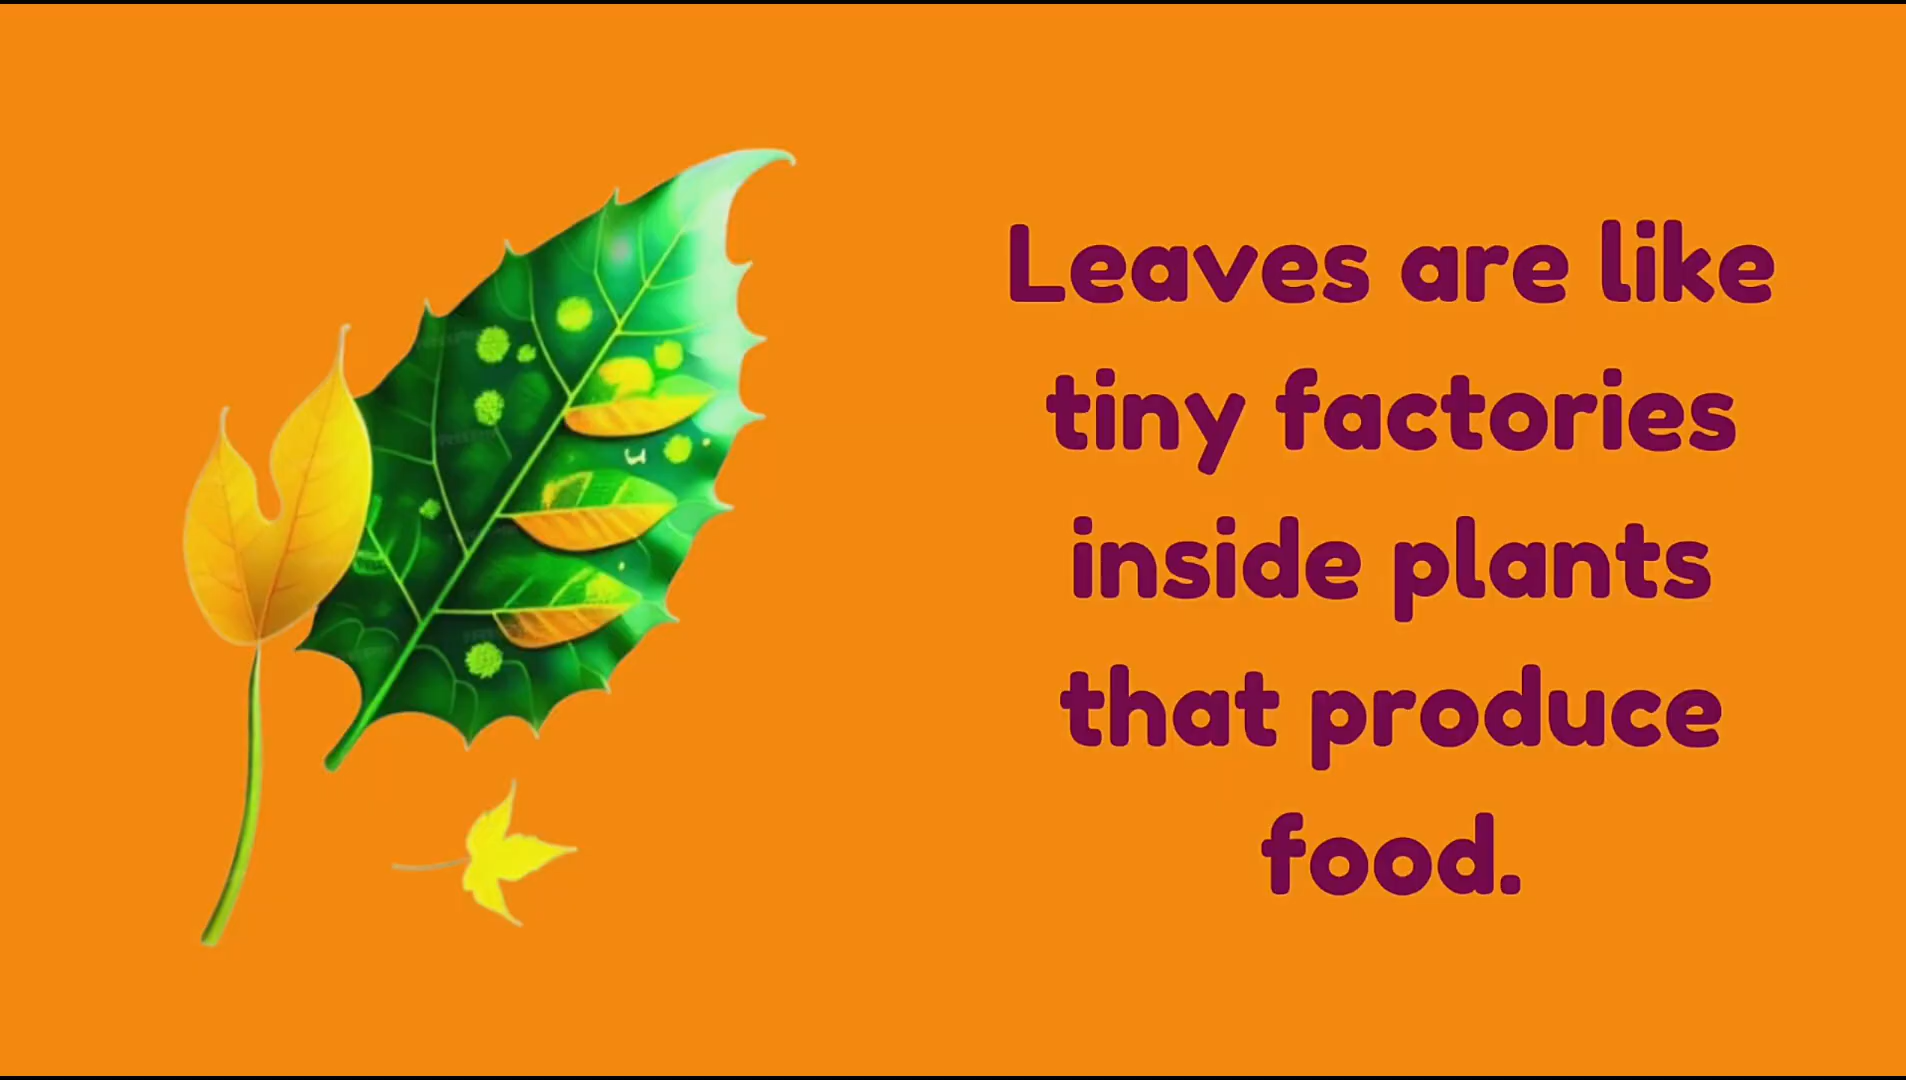 Leaves are like
tiny factories
inside plants
that produce
food.